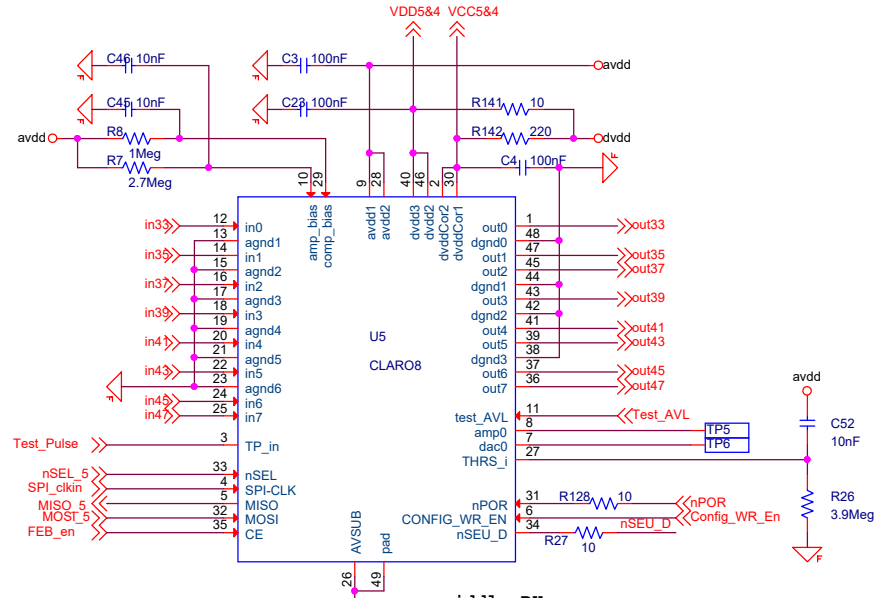 VDD5&4 VCC5&4
C46 10nF
C3 100nF
avdd
C45 10nF
C23 100nF
R141 10
avdd
R8
1Meg
R142 220
dvdd
R7
2.7Meg
C4 100nF
F
F
F
F
F
10 29 9 28 40 46 2 30
amp_bias comp_bias avdd1 avdd2 dvdd3 dvdd2 dvddCor2 dvddCor1
in33 12 in0
13 agnd1
in35 14 in1
15 agnd2
in37 16 in2
17 agnd3
in39 18 in3
19 agnd4
in41 20 in4
21 agnd5
in43 22 in5
23 agnd6
F
in45 24 in6
in47 25 in7
Test_Pulse 3 TP_in
nSEL_5 33 nSEL
SPI_clkin 4 SPI-CLK
MISO_5 5 MISO
MOSI_5 32 MOSI
FEB_en 35 CE
U5
CLARO8
out0 1 out33
dgnd0 48
out1 47 out35
out2 45 out37
dgnd1 44
out3 43 out39
dgnd2 42
out4 41 out41
out5 39 out43
dgnd3 38
out6 37 out45
out7 36 out47
test_AVL 11 Test_AVL
amp0 8 TP5
dac0 7 TP6
THRS_i 27
avdd
C52
10nF
R26
3.9Meg
F
nPOR 31 R128 10 nPOR
CONFIG_WR_EN 6 Config_WR_En
nSEU_D 34 R27 10 nSEU_D
AVSUB pad
26 49